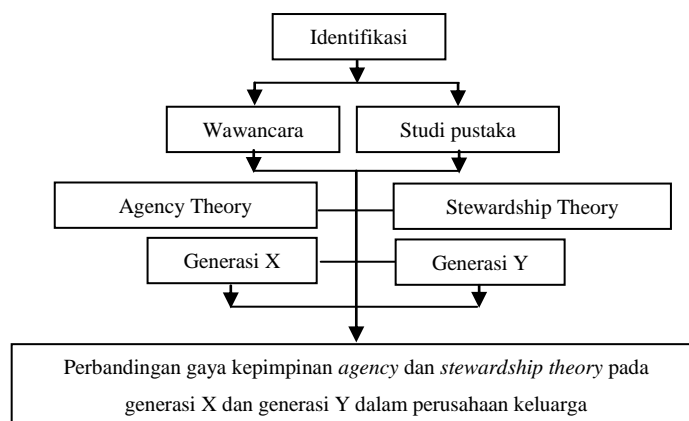 Identifikasi
Wawancara
Studi pustaka
Agency Theory
Stewardship Theory
Generasi X
Generasi Y
Perbandingan gaya kepimpinan agency dan stewardship theory pada
generasi X dan generasi Y dalam perusahaan keluarga